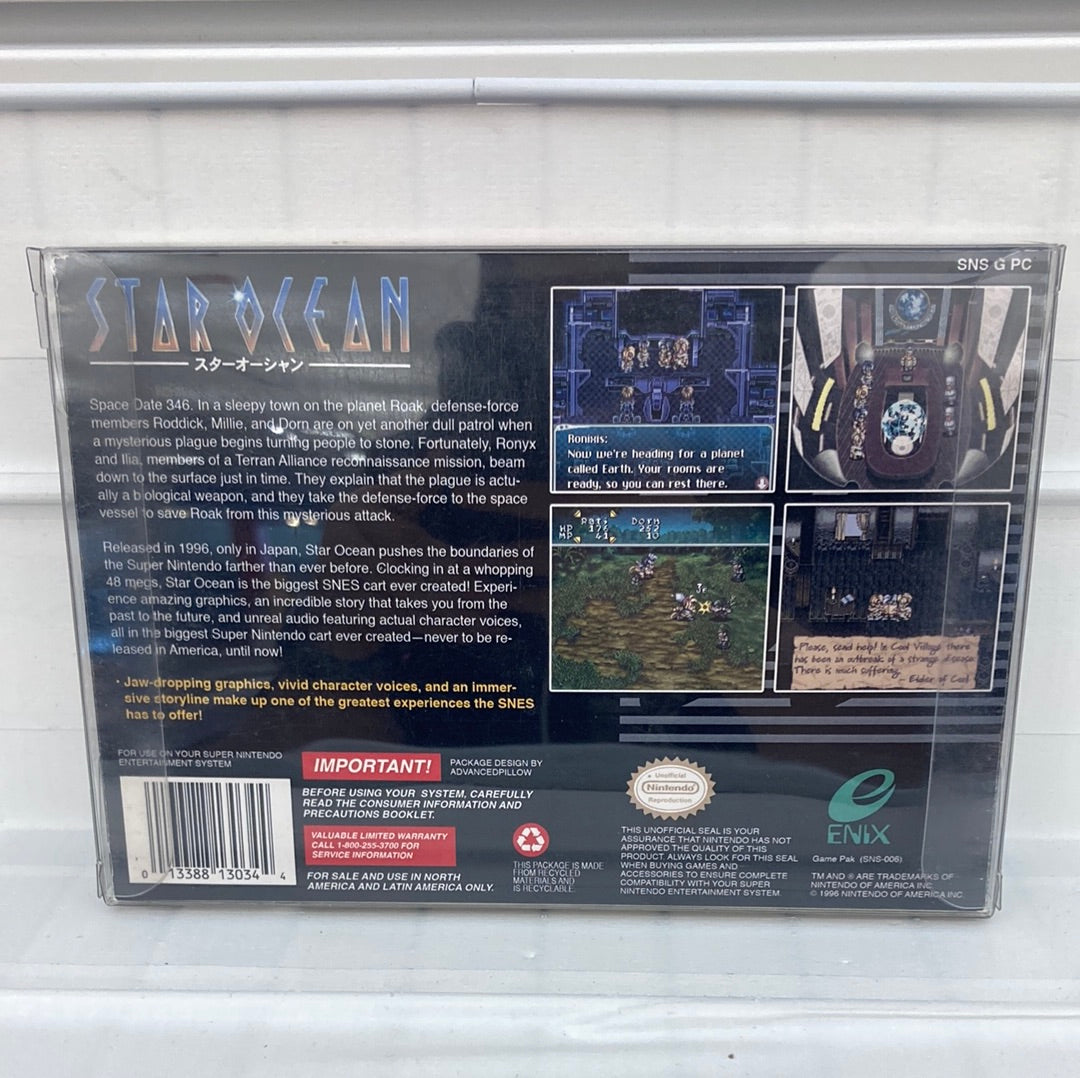 SNS G PC
STAR OCEAN
スターオーシャン
Space Date 346. In a sleepy town on the planet Roak, defense-force
members Roddick, Millie, and Dorn are on yet another dull patrol when
a mysterious plague begins turning people to stone. Fortunately, Ronyx
and Ilia, members of a Terran Alliance reconnaissance mission, beam
down to the surface just in time. They explain that the plague is actu-
ally a biological weapon, and they take the defense-force to the space
vessel to save Roak from this mysterious attack.
Released in 1996, only in Japan, Star Ocean pushes the boundaries of
the Super Nintendo farther than ever before. Clocking in at a whopping
48 megs, Star Ocean is the biggest SNES cart ever created! Experi-
ence amazing graphics, an incredible story that takes you from the
past to the future, and unreal audio featuring actual character voices,
all in the biggest Super Nintendo cart ever created—never to be re-
leased in America, until now!
· Jaw-dropping graphics, vivid character voices, and an immer-
sive storyline make up one of the greatest experiences the SNES
has to offer!
Ronixis:
Now we're heading for a planet
called Earth. Your rooms are
ready, so you can rest there.
Rati Dorn
HP 175 252
MP 41 10
Please, send help! In Cool Village there
has been an outbreak of a strange disease.
There is much suffering.
- Elder of Cool
FOR USE ON YOUR SUPER NINTENDO
ENTERTAINMENT SYSTEM
0 13388 13034 4
IMPORTANT!
PACKAGE DESIGN BY
ADVANCEDPILLOW
BEFORE USING YOUR SYSTEM, CAREFULLY
READ THE CONSUMER INFORMATION AND
PRECAUTIONS BOOKLET.
VALUABLE LIMITED WARRANTY
CALL 1-800-255-3700 FOR
SERVICE INFORMATION
FOR SALE AND USE IN NORTH
AMERICA AND LATIN AMERICA ONLY.
THIS PACKAGE IS MADE
FROM RECYCLED
MATERIALS AND
IS RECYCLABLE.
Unofficial
Nintendo
Reproduction
THIS UNOFFICIAL SEAL IS YOUR
ASSURANCE THAT NINTENDO HAS NOT
APPROVED THE QUALITY OF THIS
PRODUCT. ALWAYS LOOK FOR THIS SEAL
WHEN BUYING GAMES AND
ACCESSORIES TO ENSURE COMPLETE
COMPATIBILITY WITH YOUR SUPER
NINTENDO ENTERTAINMENT SYSTEM.
ENIX
Game Pak (SNS-006)
TM AND ® ARE TRADEMARKS OF
NINTENDO OF AMERICA INC.
© 1996 NINTENDO OF AMERICA INC.